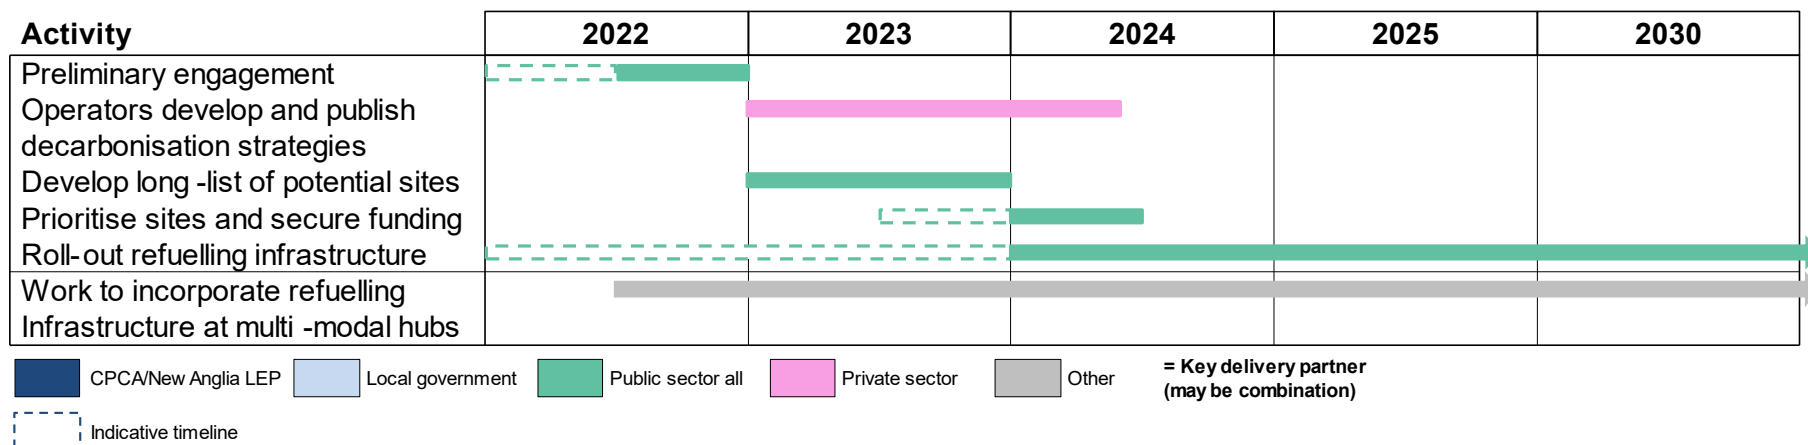 Activity 2022 2023 2024 2025 2030
Preliminary engagement
Operators develop and publish
decarbonisation strategies
Develop long -list of potential sites
Prioritise sites and secure funding
Roll-out refuelling infrastructure
Work to incorporate refuelling
Infrastructure at multi -modal hubs
CPCA/New Anglia LEP Local government Public sector all Private sector Other = Key delivery partner
(may be combination)
Indicative timeline